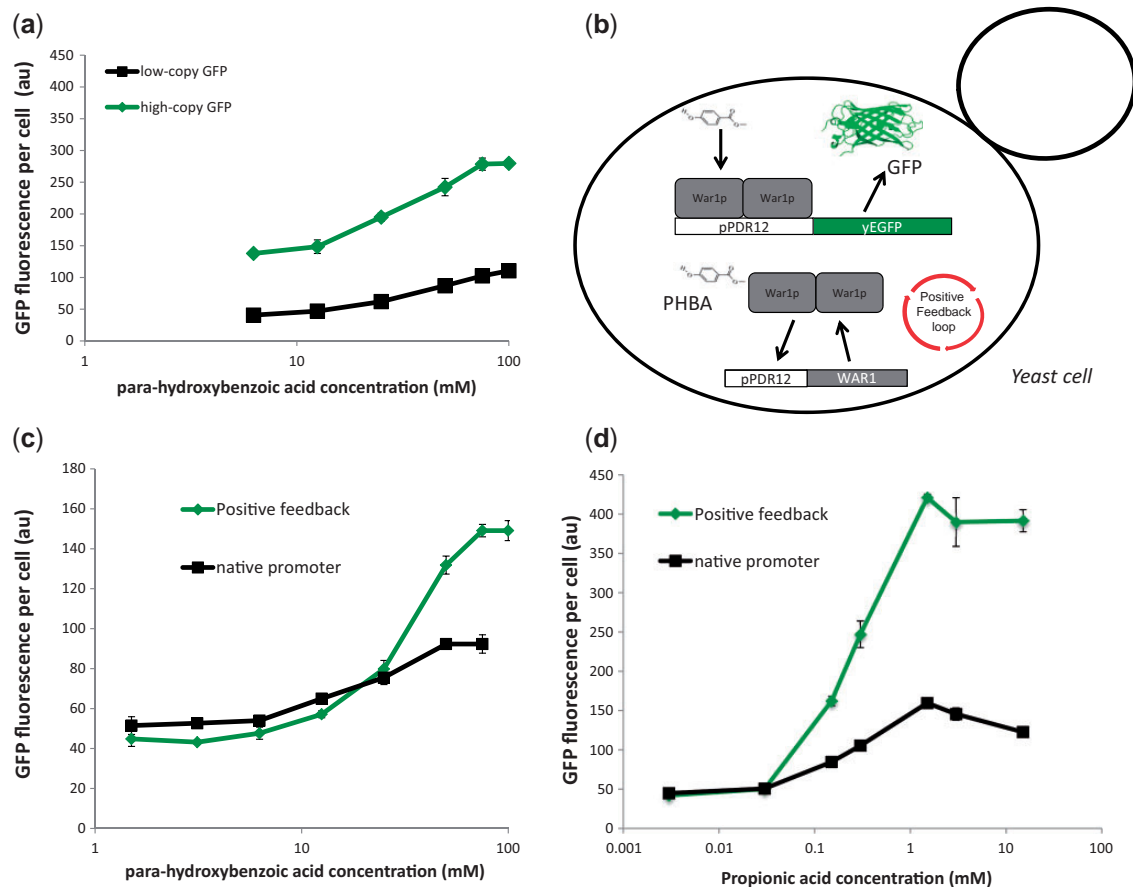 (a)
450
400
350
300
250
200
150
100
50
0
GFP fluorescence per cell (au)
low-copy GFP
high-copy GFP
1
10
100
para-hydroxybenzoic acid concentration (mM)
(b)
GFP
War1p
War1p
pPDR12
yEGFP
PHBA
War1p
War1p
Positive
Feedback
loop
pPDR12
WAR1
Yeast cell
(c)
180
160
140
120
100
80
60
40
20
0
GFP fluorescence per cell (au)
Positive feedback
native promoter
1
10
100
para-hydroxybenzoic acid concentration (mM)
(d)
450
400
350
300
250
200
150
100
50
0
GFP fluorescence per cell (au)
Positive feedback
native promoter
0.001
0.01
0.1
1
10
100
Propionic acid concentration (mM)